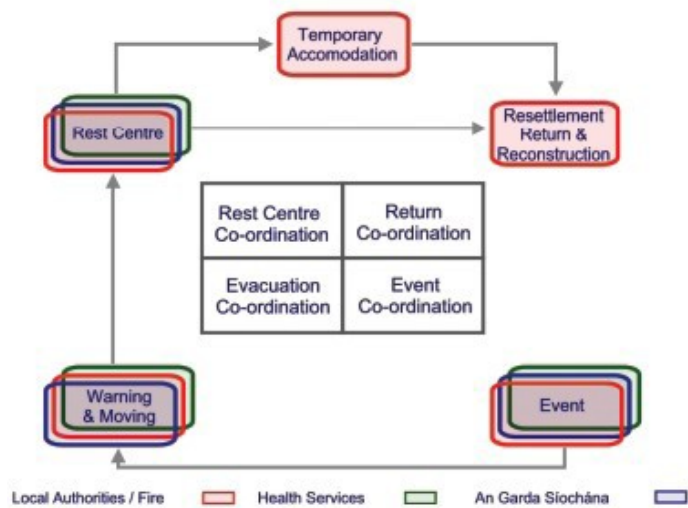 Temporary
Accomodation
Rest Centre
Resettlement
Return &
Reconstruction
Rest Centre
Co-ordination
Return
Co-ordination
Evacuation
Co-ordination
Event
Co-ordination
Warning
& Moving
Event
Local Authorities / Fire
Health Services
An Garda Síochána